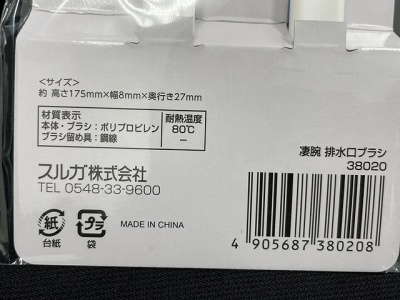 <サイズ>
約 高さ175mm×幅8mm×奥行き27mm
材質表示
耐熱温度
本体・ブラシ：ポリプロピレン
80℃
ブラシ留め具：鋼線
－
凄腕 排水口ブラシ
38020
スルガ株式会社
TEL 0548-33-9600
紙
台紙
プラ
袋
MADE IN CHINA
4 905687 380208